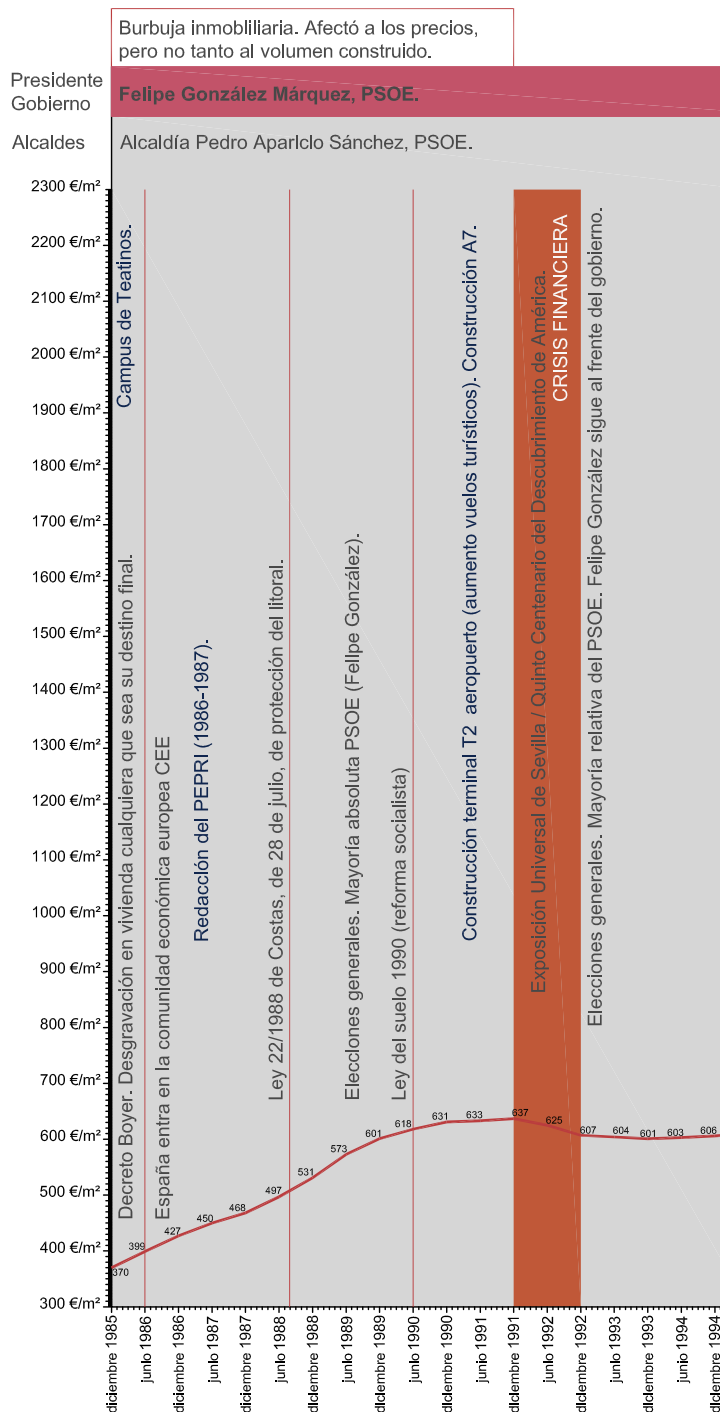 Burbuja inmobliliaria. Afectó a los precios,
pero no tanto al volumen construido.
Presidente
Gobierno
Felipe González Márquez, PSOE.
Alcaldes
Alcaldía Pedro Aparicio Sánchez, PSOE.
2300 €/m²
2200 €/m²
2100 €/m²
2000 €/m²
1900 €/m²
1800 €/m²
1700 €/m²
1600 €/m²
1500 €/m²
1400 €/m²
1300 €/m²
1200 €/m²
1100 €/m²
1000 €/m²
900 €/m²
800 €/m²
700 €/m²
600 €/m²
500 €/m²
400 €/m²
300 €/m²
Campus de Teatinos.
Decreto Boyer. Desgravación en vivienda cualquiera que sea su destino final.
España entra en la comunidad económica europea CEE
Redacción del PEPRI (1986-1987).
Ley 22/1988 de Costas, de 28 de julio, de protección del litoral.
Elecciones generales. Mayoría absoluta PSOE (Felipe González).
Ley del suelo 1990 (reforma socialista)
Construcción terminal T2 aeropuerto (aumento vuelos turísticos). Construcción A7.
Exposición Universal de Sevilla / Quinto Centenario del Descubrimiento de América.
CRISIS FINANCIERA
Elecciones generales. Mayoría relativa del PSOE. Felipe González sigue al frente del gobierno.
370
399
427
450
468
497
531
573
601
618
631
633
637
625
607
604
601
603
606
diciembre 1985
junio 1986
diciembre 1986
junio 1987
diciembre 1987
junio 1988
diciembre 1988
junio 1989
diciembre 1989
junio 1990
diciembre 1990
junio 1991
diciembre 1991
junio 1992
diciembre 1992
junio 1993
diciembre 1993
junio 1994
diciembre 1994